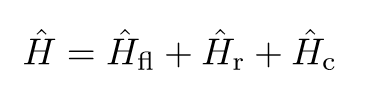 Ĥ = Ĥ_fl + Ĥ_r + Ĥ_c